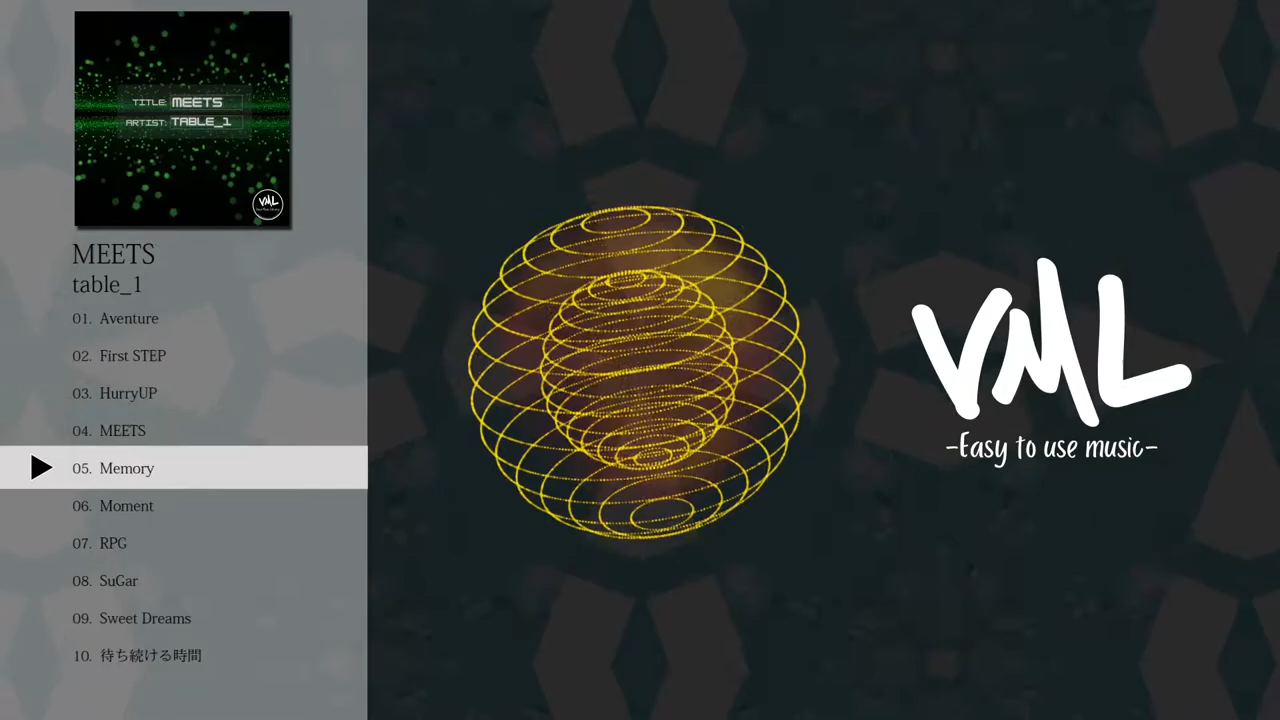 TITLE: MEETS
ARTIST: TABLE_1
VML
MEETS
table_1
01. Aventure
02. First STEP
03. HurryUP
04. MEETS
05. Memory
06. Moment
07. RPG
08. SuGar
09. Sweet Dreams
10. 待ち続ける時間
VML
-Easy to use music-